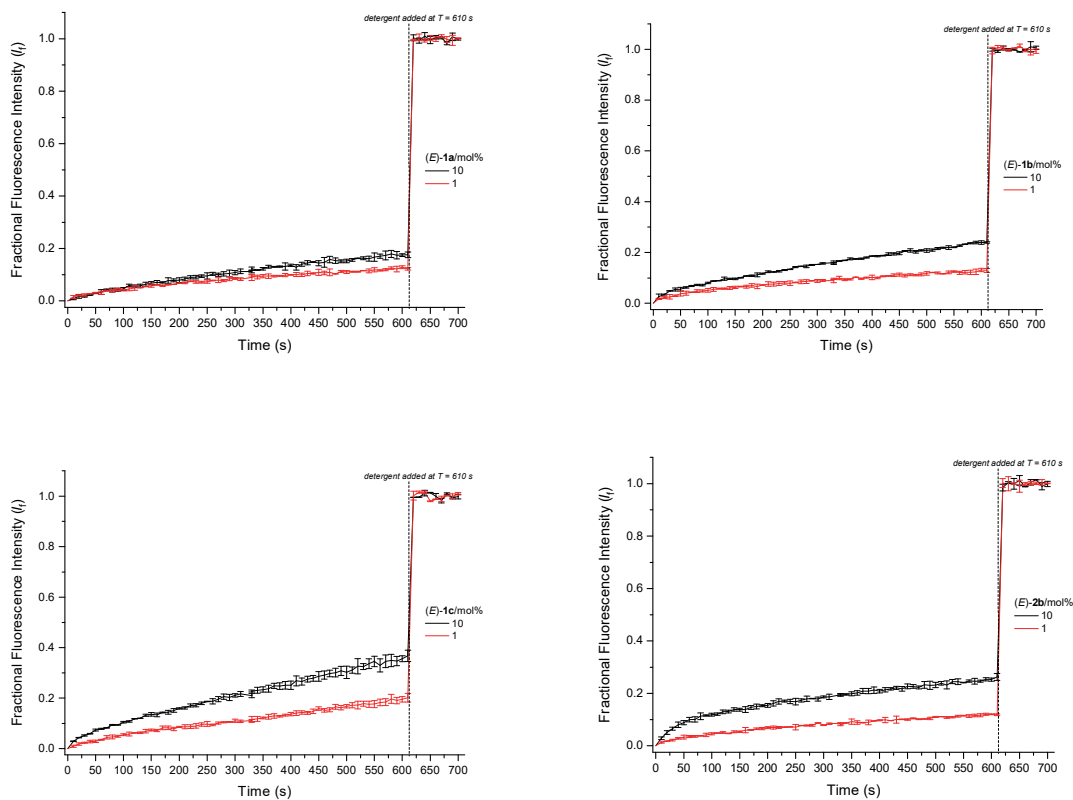 detergent added at T = 610 s
1.0
0.8
0.6
0.4
0.2
0.0
Fractional Fluorescence Intensity (If)
(E)-1a/mol%
10
1
0 50 100 150 200 250 300 350 400 450 500 550 600 650 700
Time (s)
detergent added at T = 610 s
1.0
0.8
0.6
0.4
0.2
0.0
Fractional Fluorescence Intensity (If)
(E)-1b/mol%
10
1
0 50 100 150 200 250 300 350 400 450 500 550 600 650 700
Time (s)
detergent added at T = 610 s
1.0
0.8
0.6
0.4
0.2
0.0
Fractional Fluorescence Intensity (If)
(E)-1c/mol%
10
1
0 50 100 150 200 250 300 350 400 450 500 550 600 650 700
Time (s)
detergent added at T = 610 s
1.0
0.8
0.6
0.4
0.2
0.0
Fractional Fluorescence Intensity (If)
(E)-2b/mol%
10
1
0 50 100 150 200 250 300 350 400 450 500 550 600 650 700
Time (s)